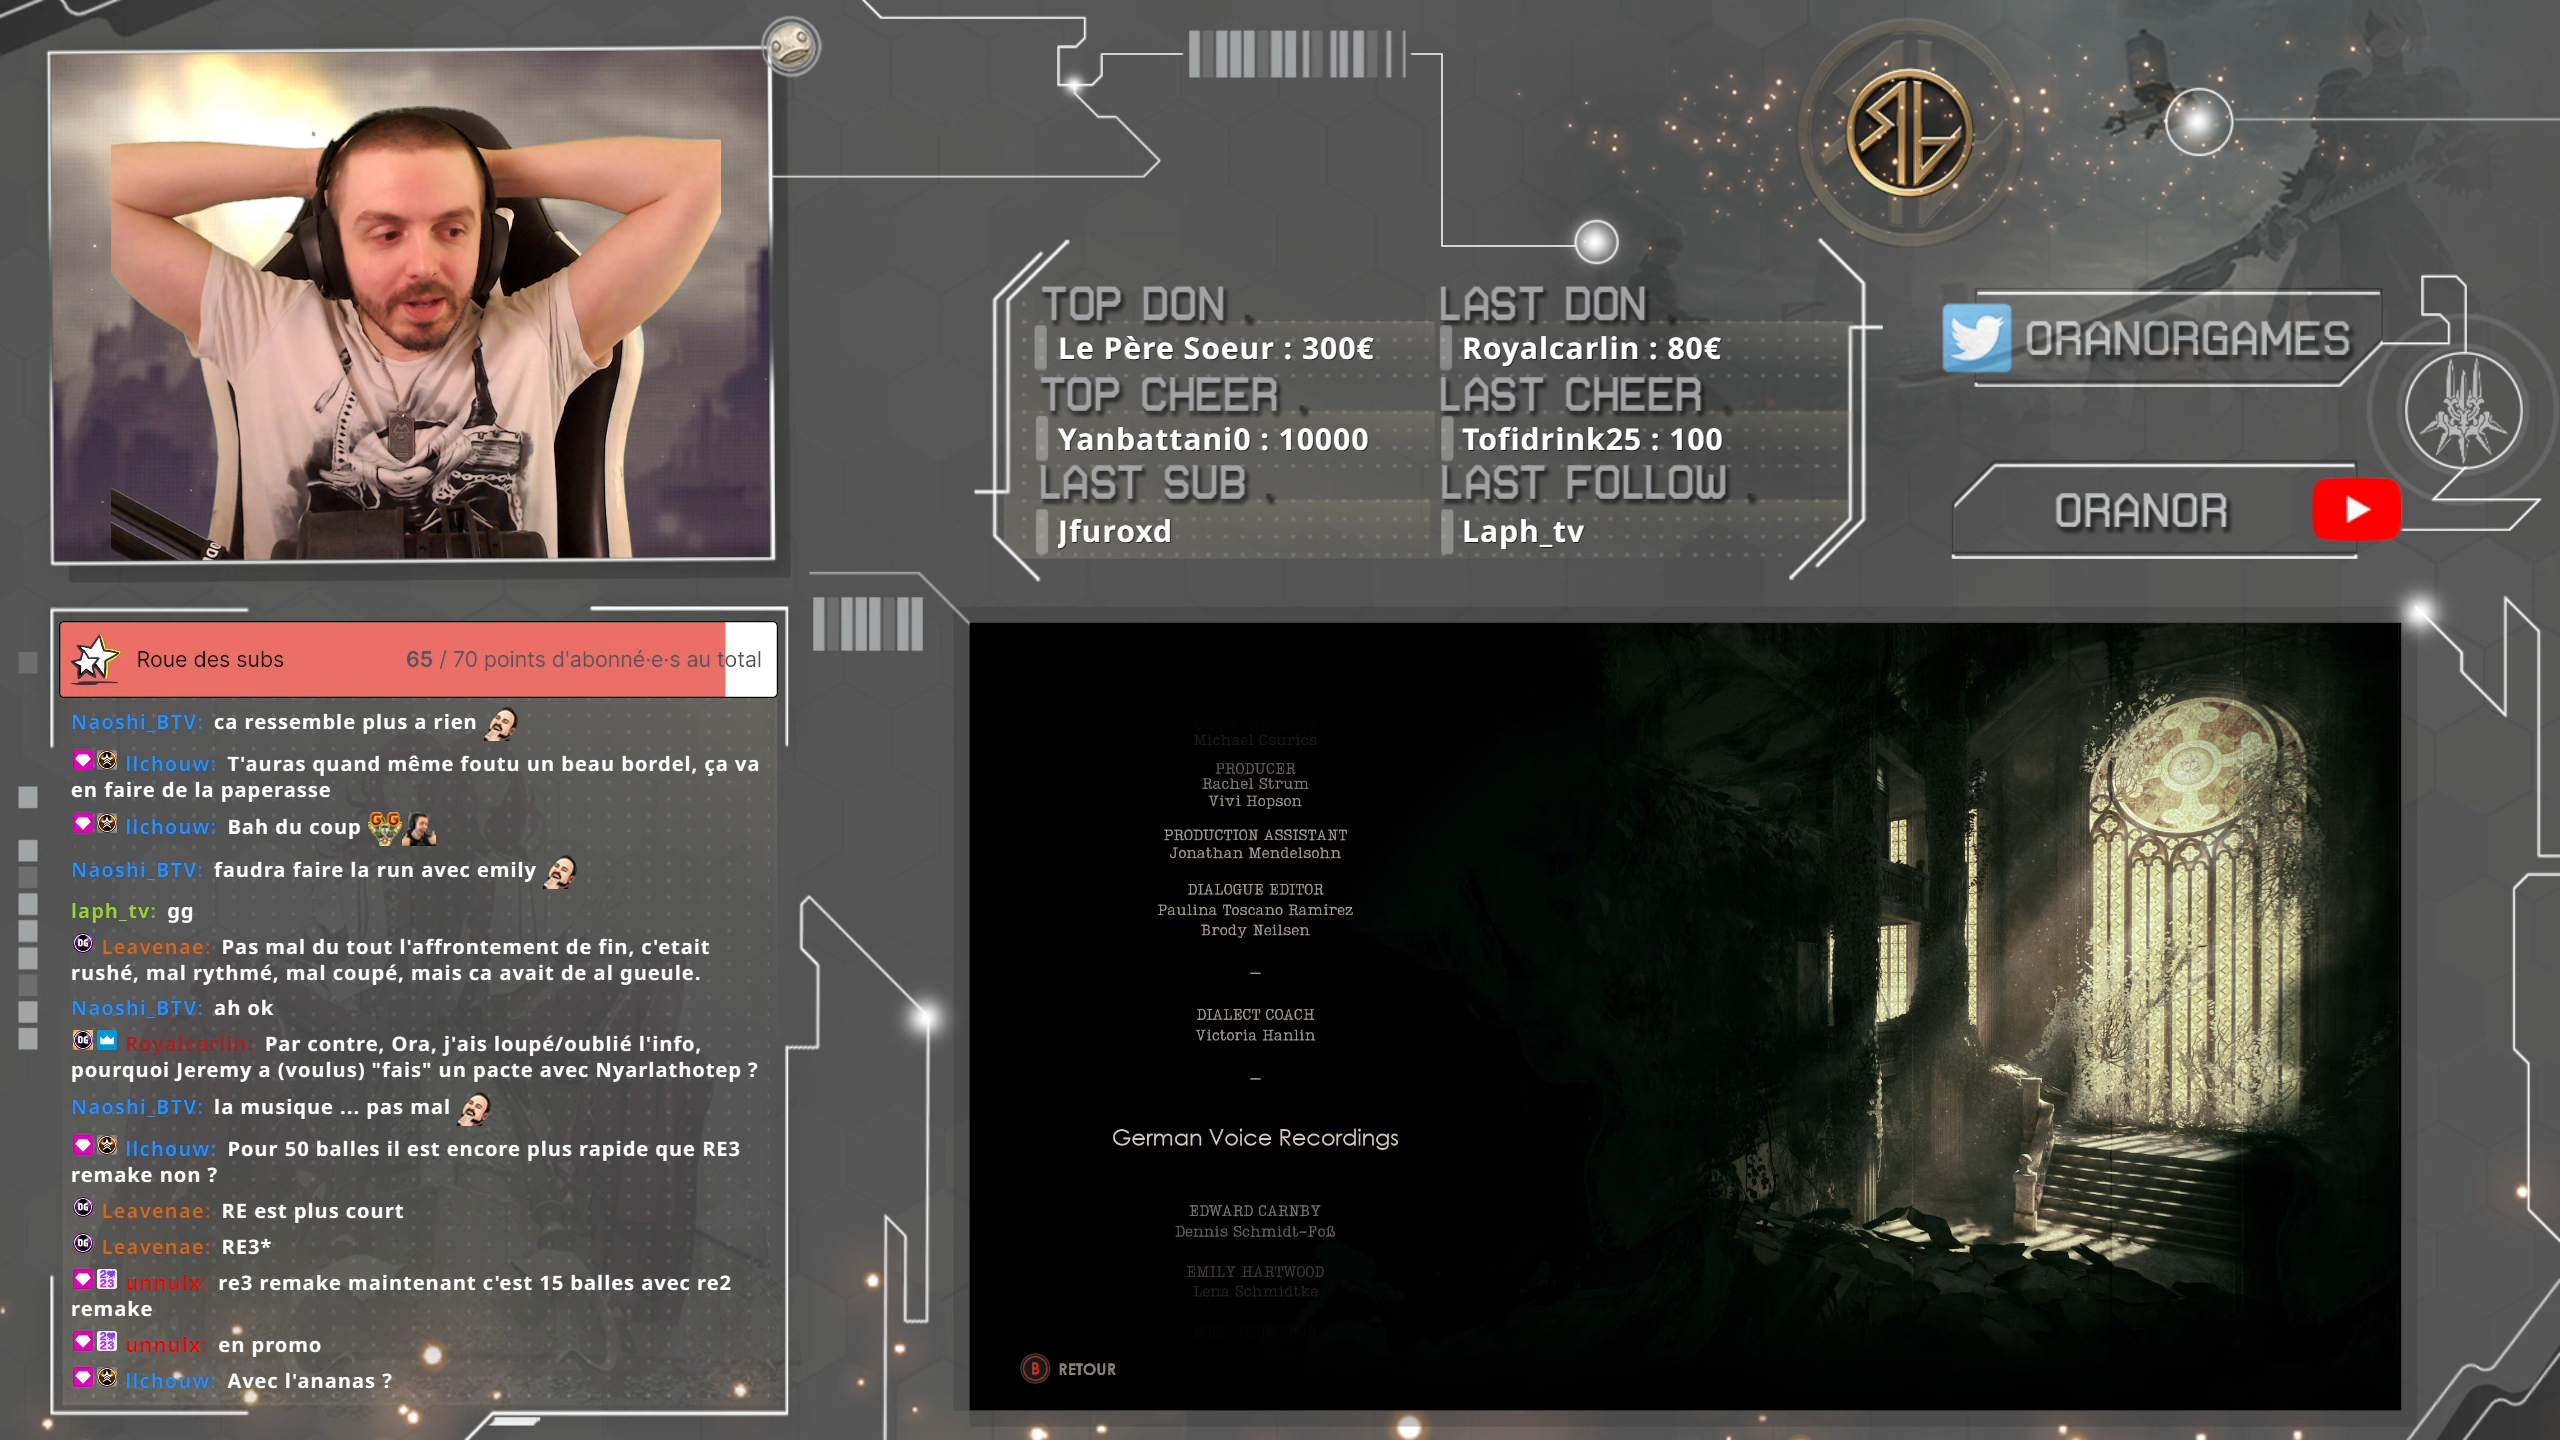 TOP DON
Le Père Soeur : 300€
LAST DON
Royalcarlin : 80€
TOP CHEER
Yanbattani0 : 10000
LAST CHEER
Tofidrink25 : 100
LAST SUB
Jfuroxd
LAST FOLLOW
Laph_tv
ORANORGAMES
ORANOR
Roue des subs
65 / 70 points d'abonné·e·s au total
Naoshi_BTV: ca ressemble plus a rien
llchouw: T'auras quand même foutu un beau bordel, ça va
en faire de la paperasse
llchouw: Bah du coup
Naoshi_BTV: faudra faire la run avec emily
laph_tv: gg
Leavenae: Pas mal du tout l'affrontement de fin, c'etait
rushé, mal rythmé, mal coupé, mais ca avait de al gueule.
Naoshi_BTV: ah ok
Royalcarlin: Par contre, Ora, j'ais loupé/oublié l'info,
pourquoi Jeremy a (voulus) "fais" un pacte avec Nyarlathotep ?
Naoshi_BTV: la musique ... pas mal
llchouw: Pour 50 balles il est encore plus rapide que RE3
remake non ?
Leavenae: RE est plus court
Leavenae: RE3*
unnulx: re3 remake maintenant c'est 15 balles avec re2
remake
unnulx: en promo
llchouw: Avec l'ananas ?
Michael Csurics
PRODUCER
Rachel Strum
Vivi Hopson
PRODUCTION ASSISTANT
Jonathan Mendelsohn
DIALOGUE EDITOR
Paulina Toscano Ramírez
Brody Neilsen
—
DIALECT COACH
Victoria Hanlin
—
German Voice Recordings
EDWARD CARNBY
Dennis Schmidt-Foß
EMILY HARTWOOD
Lena Schmidtke
B RETOUR